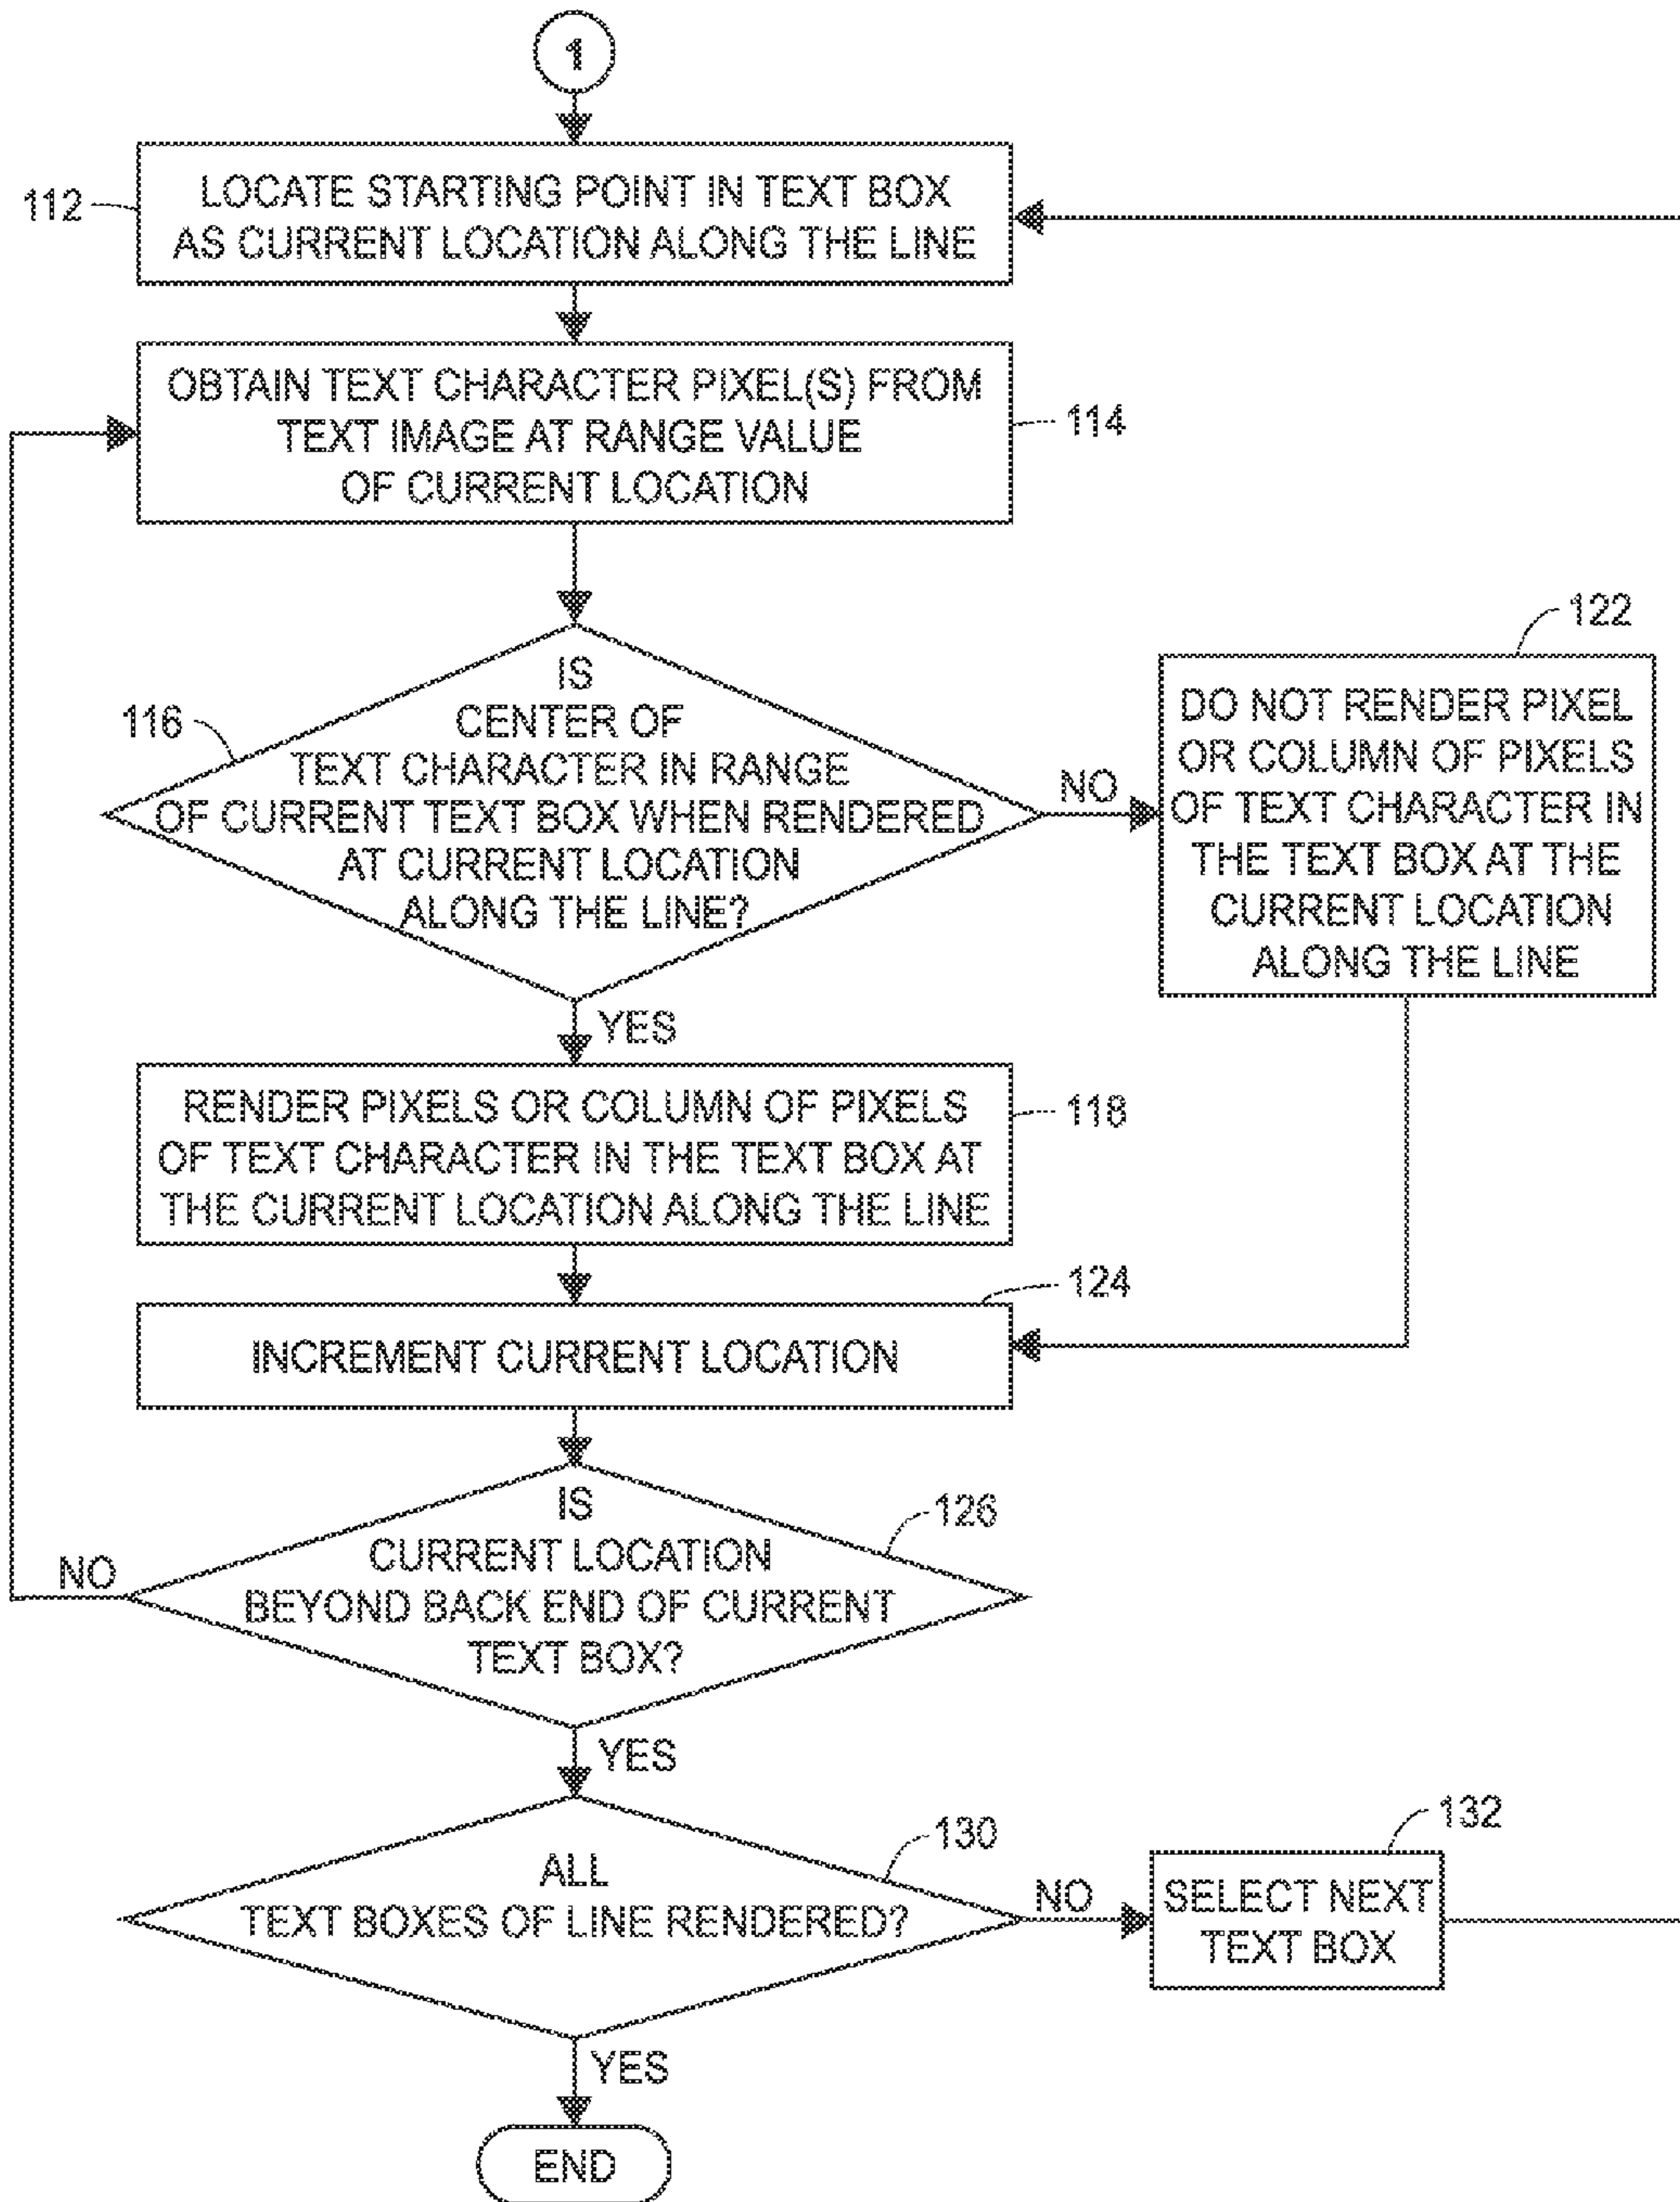 1
112
LOCATE STARTING POINT IN TEXT BOX
AS CURRENT LOCATION ALONG THE LINE
OBTAIN TEXT CHARACTER PIXEL(S) FROM
TEXT IMAGE AT RANGE VALUE
OF CURRENT LOCATION
114
116
IS
CENTER OF
TEXT CHARACTER IN RANGE
OF CURRENT TEXT BOX WHEN RENDERED
AT CURRENT LOCATION
ALONG THE LINE?
NO
122
DO NOT RENDER PIXEL
OR COLUMN OF PIXELS
OF TEXT CHARACTER IN
THE TEXT BOX AT THE
CURRENT LOCATION
ALONG THE LINE
YES
RENDER PIXELS OR COLUMN OF PIXELS
OF TEXT CHARACTER IN THE TEXT BOX AT
THE CURRENT LOCATION ALONG THE LINE
118
124
INCREMENT CURRENT LOCATION
126
IS
CURRENT LOCATION
BEYOND BACK END OF CURRENT
TEXT BOX?
NO
YES
130
ALL
TEXT BOXES OF LINE RENDERED?
NO
132
SELECT NEXT
TEXT BOX
YES
END